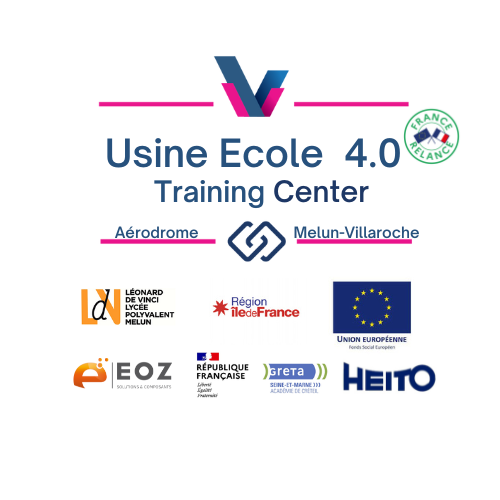 Usine Ecole 4.0
FRANCE
RELANCE
Training Center
Aérodrome
Melun-Villaroche
LdV
LÉONARD
DE VINCI
LYCÉE
POLYVALENT
MELUN
Région
îledeFrance
UNION EUROPÉENNE
Fonds Social Européen
EOZ
SOLUTIONS & COMPOSANTS
RÉPUBLIQUE
FRANÇAISE
Liberté
Égalité
Fraternité
GRETA
SEINE-ET-MARNE
ACADÉMIE DE CRÉTEIL
HEITO